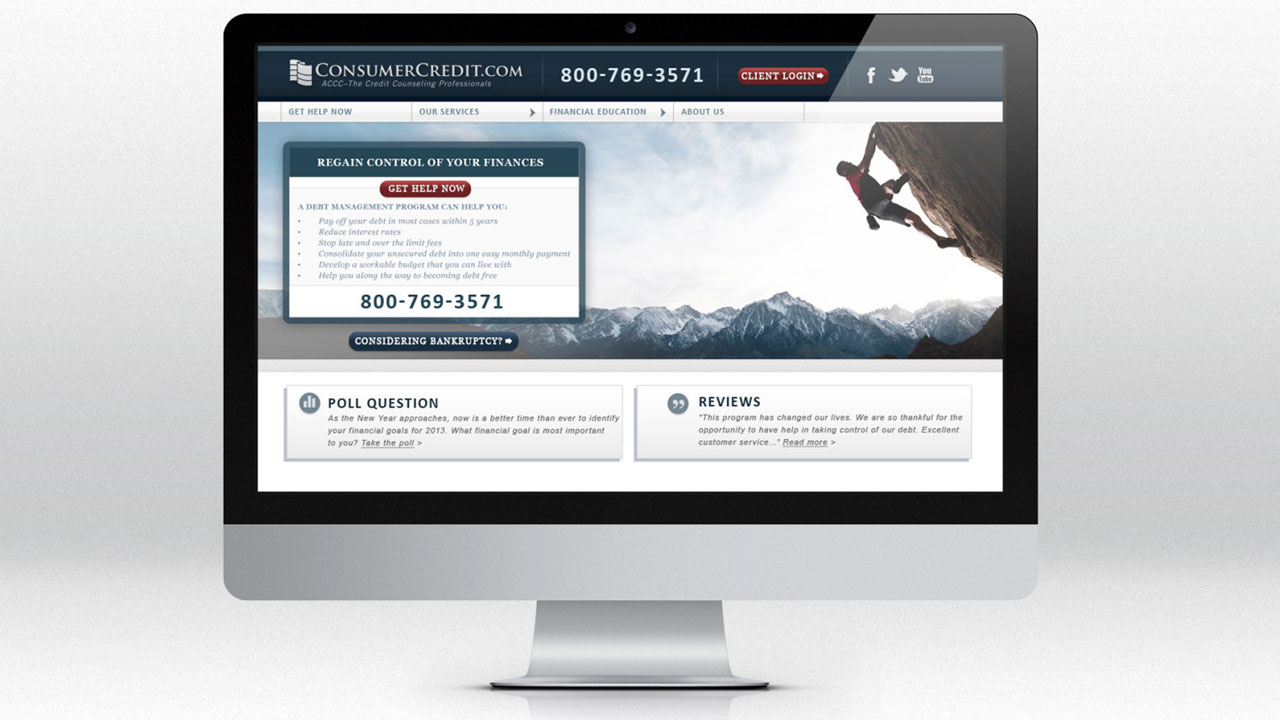 CONSUMERCREDIT.COM
ACCC–The Credit Counseling Professionals
800-769-3571
CLIENT LOGIN
You
Tube
GET HELP NOW
OUR SERVICES
FINANCIAL EDUCATION
ABOUT US
REGAIN CONTROL OF YOUR FINANCES
GET HELP NOW
A DEBT MANAGEMENT PROGRAM CAN HELP YOU:
• Pay off your debt in most cases within 5 years
• Reduce interest rates
• Stop late and over the limit fees
• Consolidate your unsecured debt into one easy monthly payment
• Develop a workable budget that you can live with
• Help you along the way to becoming debt free
800-769-3571
CONSIDERING BANKRUPTCY?
POLL QUESTION
As the New Year approaches, now is a better time than ever to identify
your financial goals for 2013. What financial goal is most important
to you? Take the poll >
REVIEWS
"This program has changed our lives. We are so thankful for the
opportunity to have help in taking control of our debt. Excellent
customer service..." Read more >